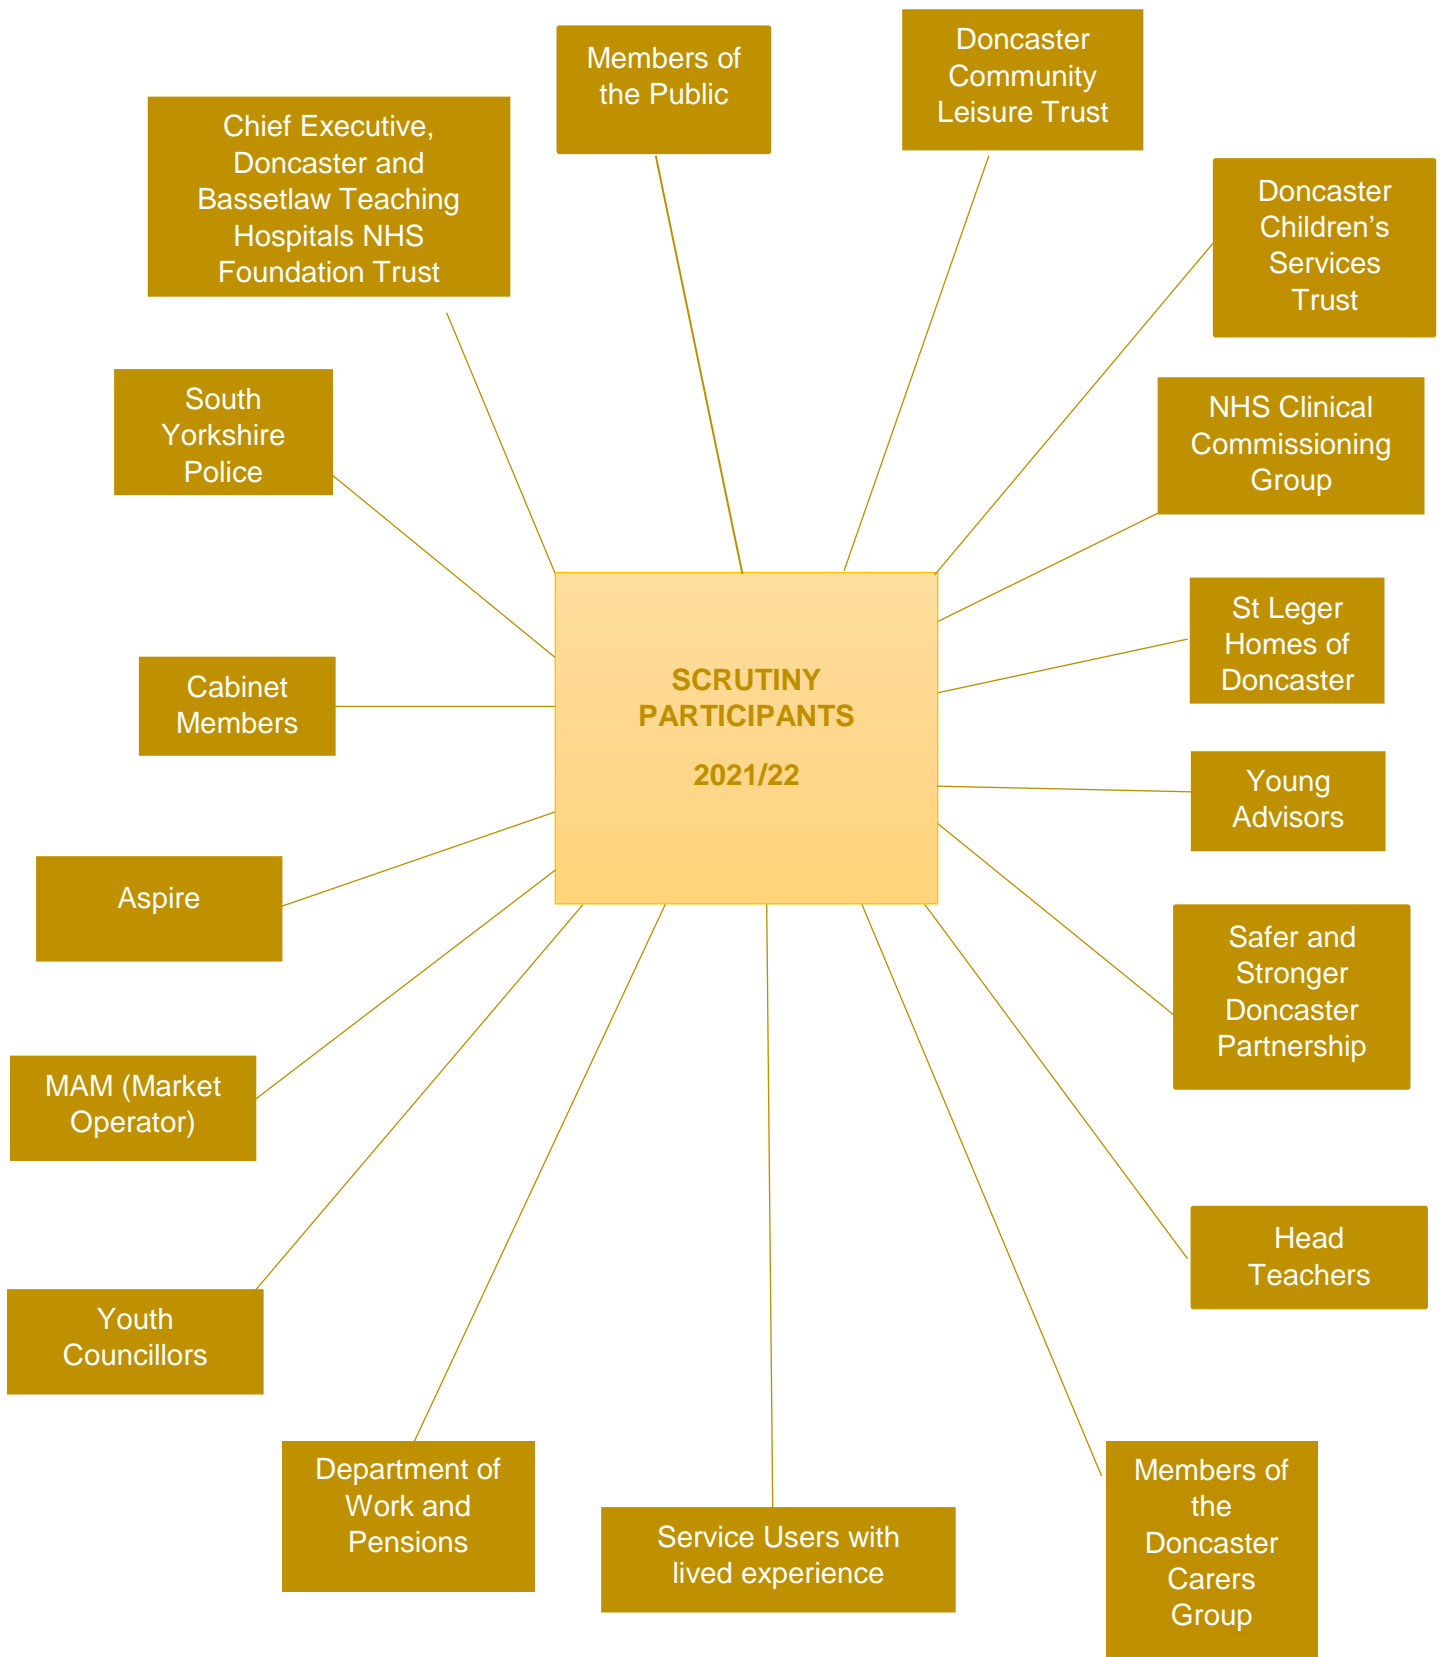 Members of
the Public
Doncaster
Community
Leisure Trust
Chief Executive,
Doncaster and
Bassetlaw Teaching
Hospitals NHS
Foundation Trust
Doncaster
Children’s
Services
Trust
South
Yorkshire
Police
NHS Clinical
Commissioning
Group
St Leger
Homes of
Doncaster
Cabinet
Members
SCRUTINY
PARTICIPANTS
2021/22
Young
Advisors
Aspire
Safer and
Stronger
Doncaster
Partnership
MAM (Market
Operator)
Head
Teachers
Youth
Councillors
Department of
Work and
Pensions
Service Users with
lived experience
Members of
the
Doncaster
Carers
Group